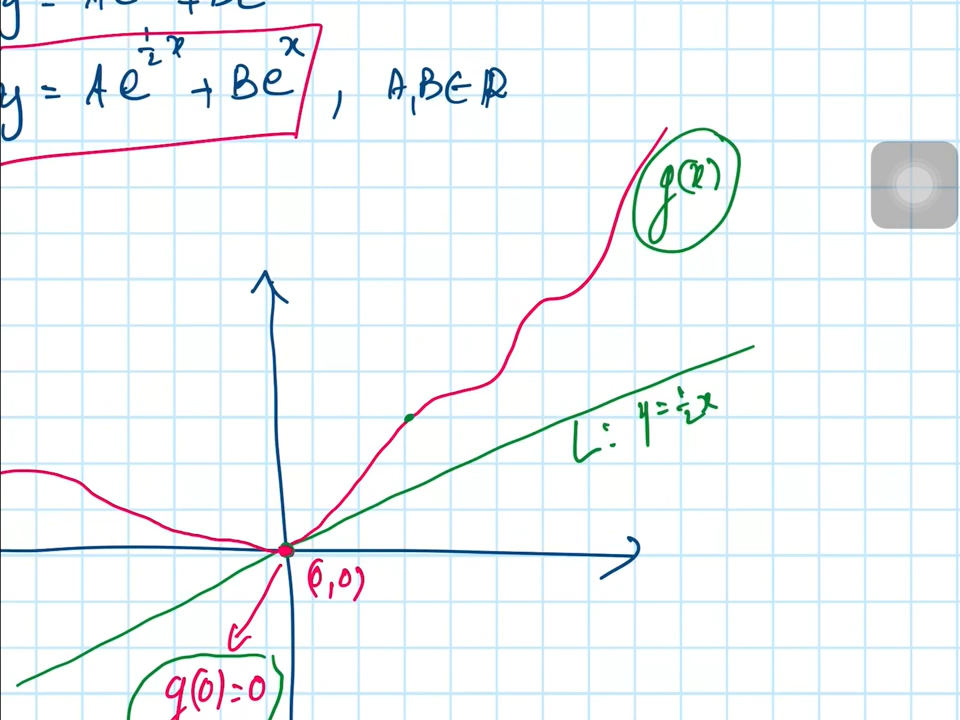 y = Ae^{½x} + Be^x , A,B∈ℝ
g(x)
L: y=½x
(0,0)
g(0)=0